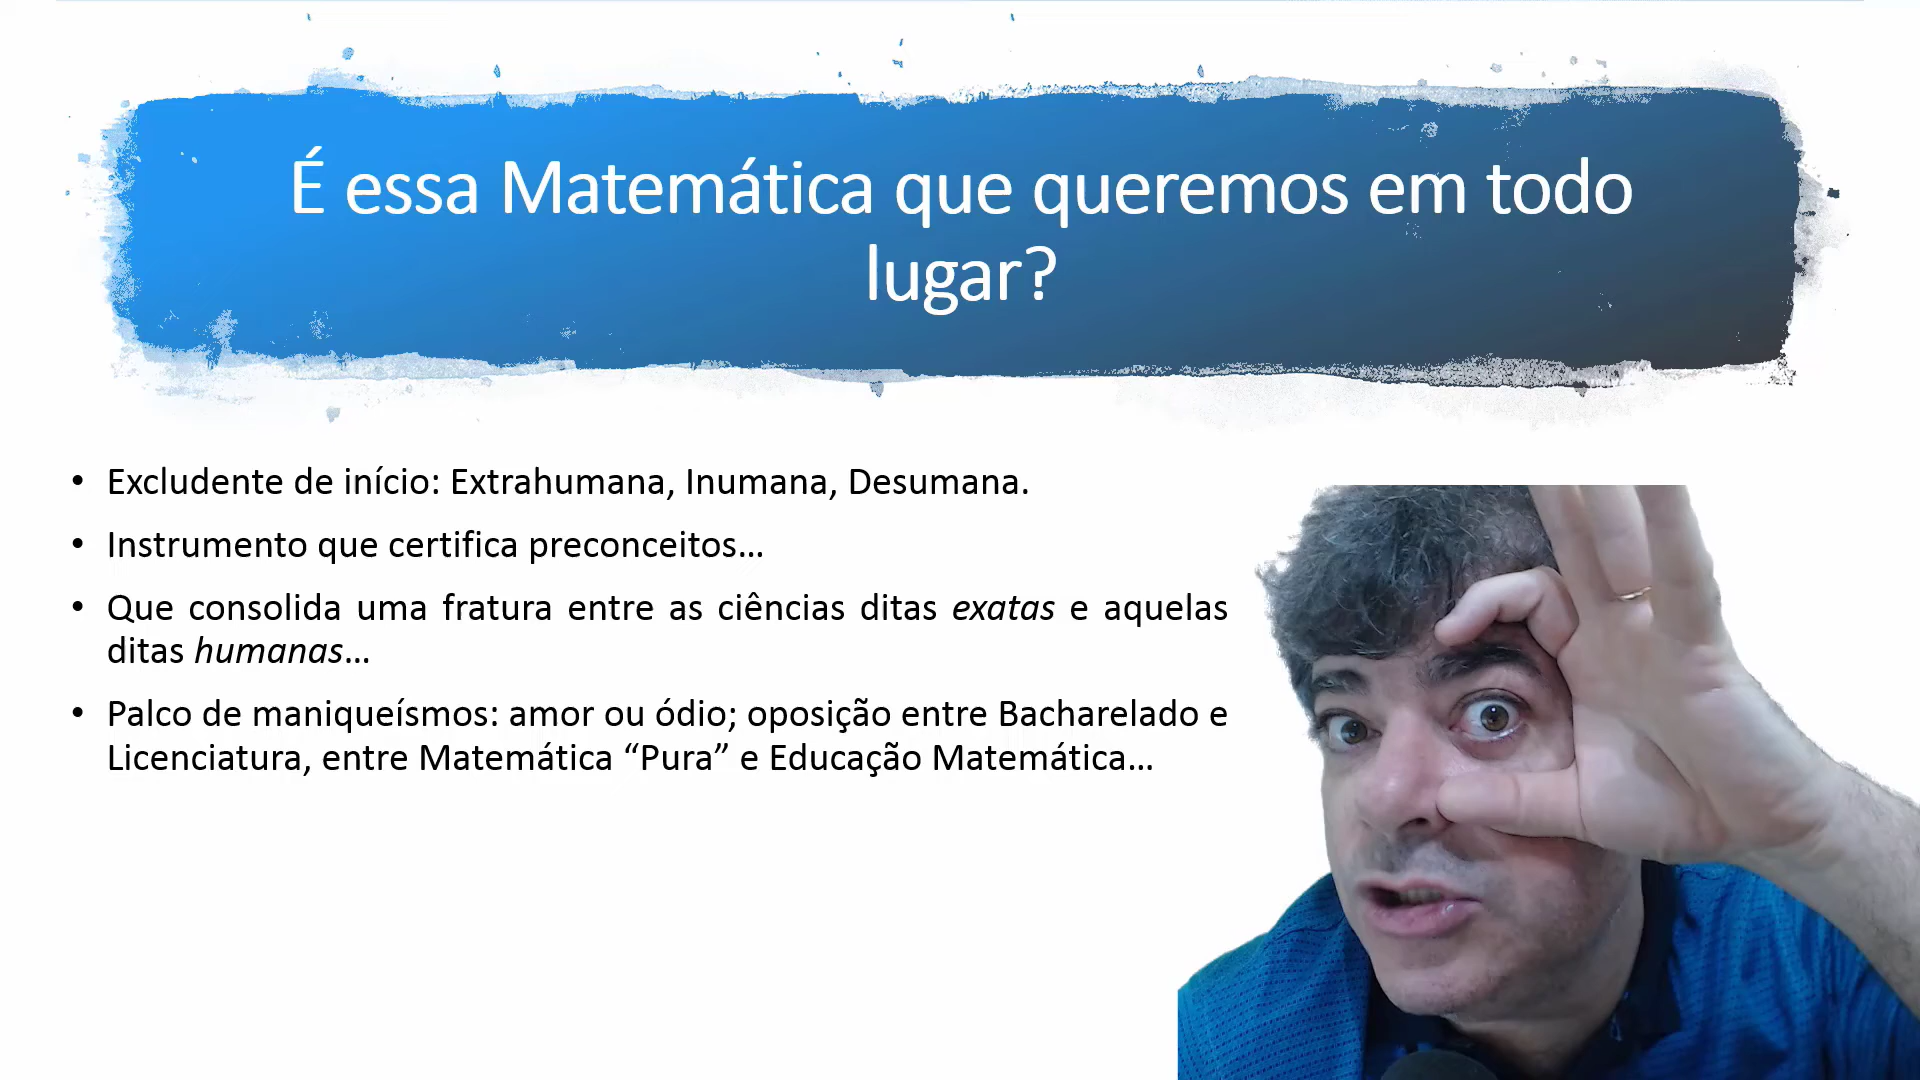 É essa Matemática que queremos em todo
lugar?
• Excludente de início: Extrahumana, Inumana, Desumana.
• Instrumento que certifica preconceitos...
• Que consolida uma fratura entre as ciências ditas exatas e aquelas
ditas humanas...
• Palco de maniqueísmos: amor ou ódio; oposição entre Bacharelado e
Licenciatura, entre Matemática “Pura” e Educação Matemática...